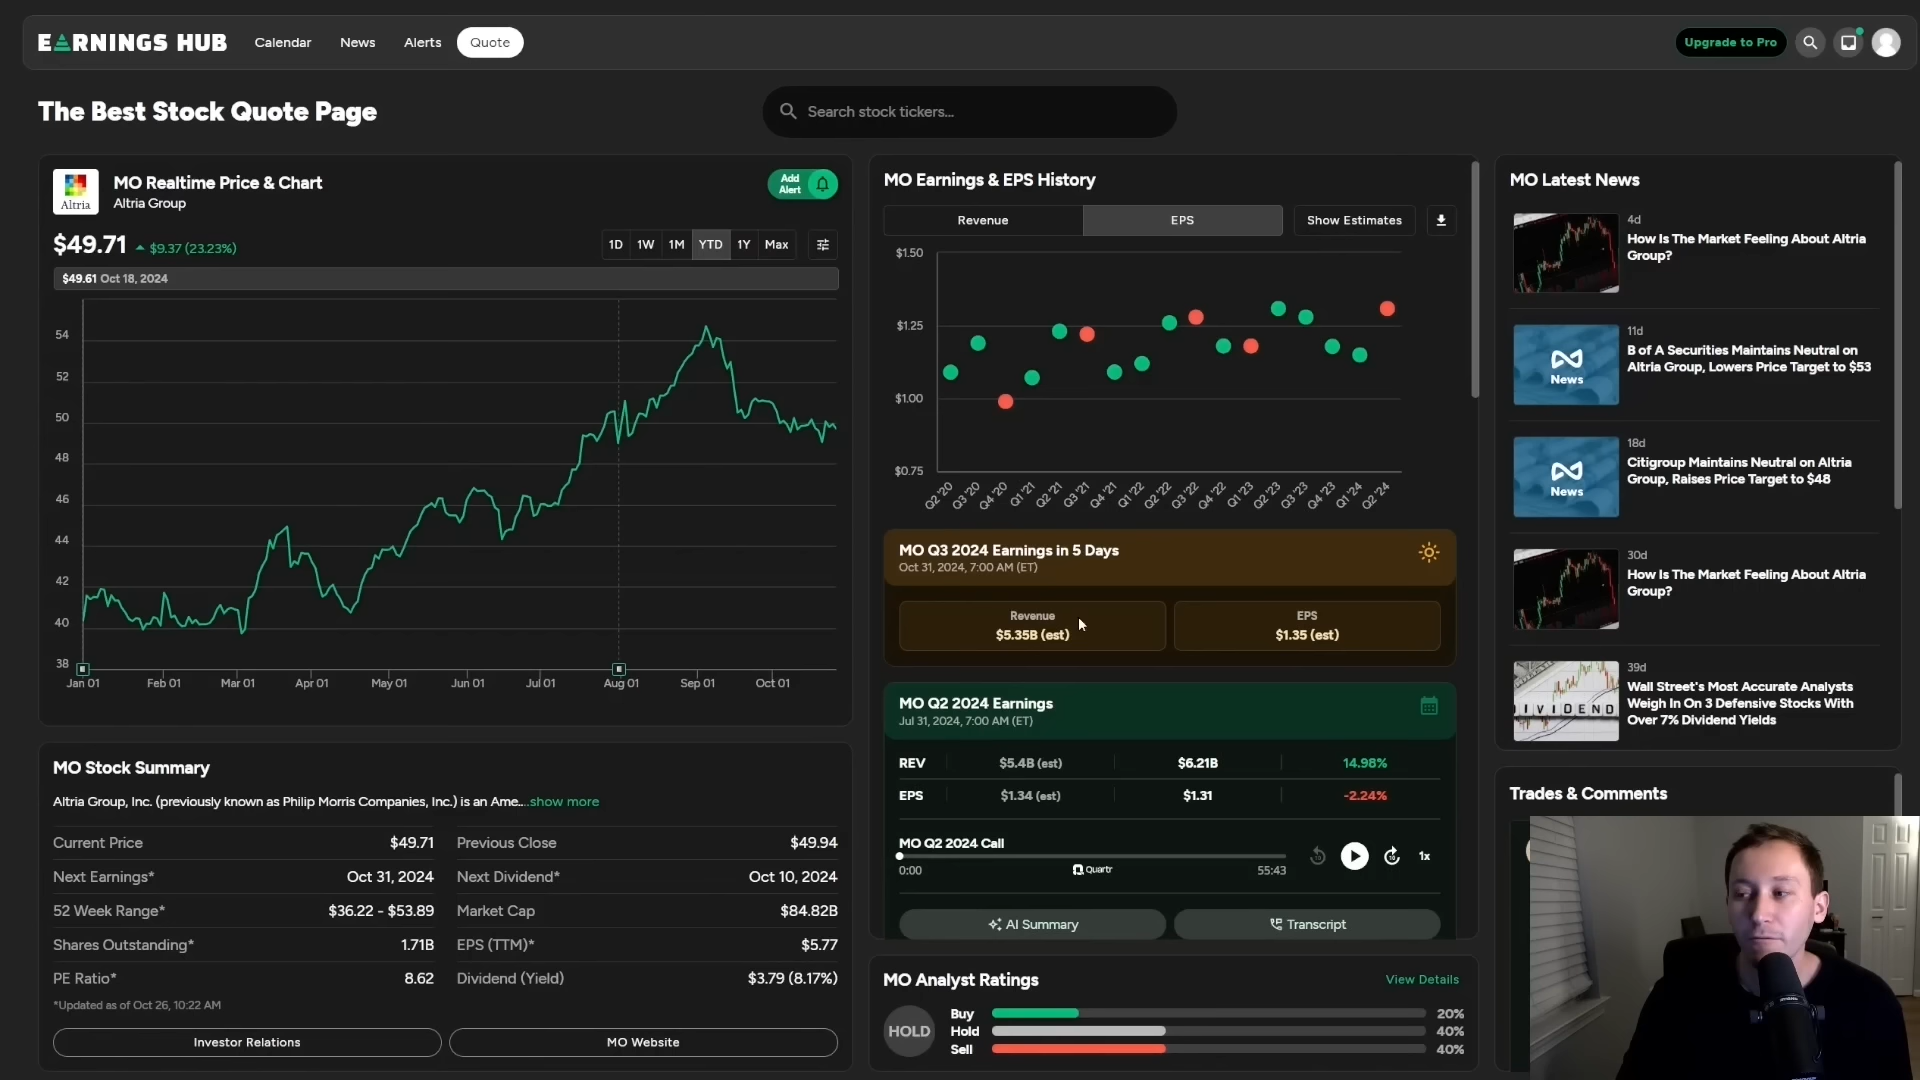 EARNINGS HUB
Calendar
News
Alerts
Quote
Upgrade to Pro
The Best Stock Quote Page
Search stock tickers...
Altria
MO Realtime Price & Chart
Altria Group
Add Alert
$49.71 $9.37 (23.23%)
1D 1W 1M YTD 1Y Max
$49.61 Oct 18, 2024
54
52
50
48
46
44
42
40
38
Jan 01 Feb 01 Mar 01 Apr 01 May 01 Jun 01 Jul 01 Aug 01 Sep 01 Oct 01
MO Stock Summary
Altria Group, Inc. (previously known as Philip Morris Companies, Inc.) is an Ame...show more
Current Price $49.71 Previous Close $49.94
Next Earnings* Oct 31, 2024 Next Dividend* Oct 10, 2024
52 Week Range* $36.22 - $53.89 Market Cap $84.82B
Shares Outstanding* 1.71B EPS (TTM)* $5.77
PE Ratio* 8.62 Dividend (Yield) $3.79 (8.17%)
*Updated as of Oct 26, 10:22 AM
Investor Relations
MO Website
MO Earnings & EPS History
Revenue EPS Show Estimates
$1.50
$1.25
$1.00
$0.75
Q2 '20 Q3 '20 Q4 '20 Q1 '21 Q2 '21 Q3 '21 Q4 '21 Q1 '22 Q2 '22 Q3 '22 Q4 '22 Q1 '23 Q2 '23 Q3 '23 Q4 '23 Q1 '24 Q2 '24
MO Q3 2024 Earnings in 5 Days
Oct 31, 2024, 7:00 AM (ET)
Revenue
$5.35B (est)
EPS
$1.35 (est)
MO Q2 2024 Earnings
Jul 31, 2024, 7:00 AM (ET)
REV $5.4B (est) $6.21B 14.98%
EPS $1.34 (est) $1.31 -2.24%
MO Q2 2024 Call
0:00 Quartr 55:43
10 10 1x
AI Summary
Transcript
MO Analyst Ratings View Details
HOLD
Buy 20%
Hold 40%
Sell 40%
MO Latest News
4d
How Is The Market Feeling About Altria
Group?
News
11d
B of A Securities Maintains Neutral on
Altria Group, Lowers Price Target to $53
News
18d
Citigroup Maintains Neutral on Altria
Group, Raises Price Target to $48
30d
How Is The Market Feeling About Altria
Group?
DIVIDEND
39d
Wall Street's Most Accurate Analysts
Weigh In On 3 Defensive Stocks With
Over 7% Dividend Yields
Trades & Comments